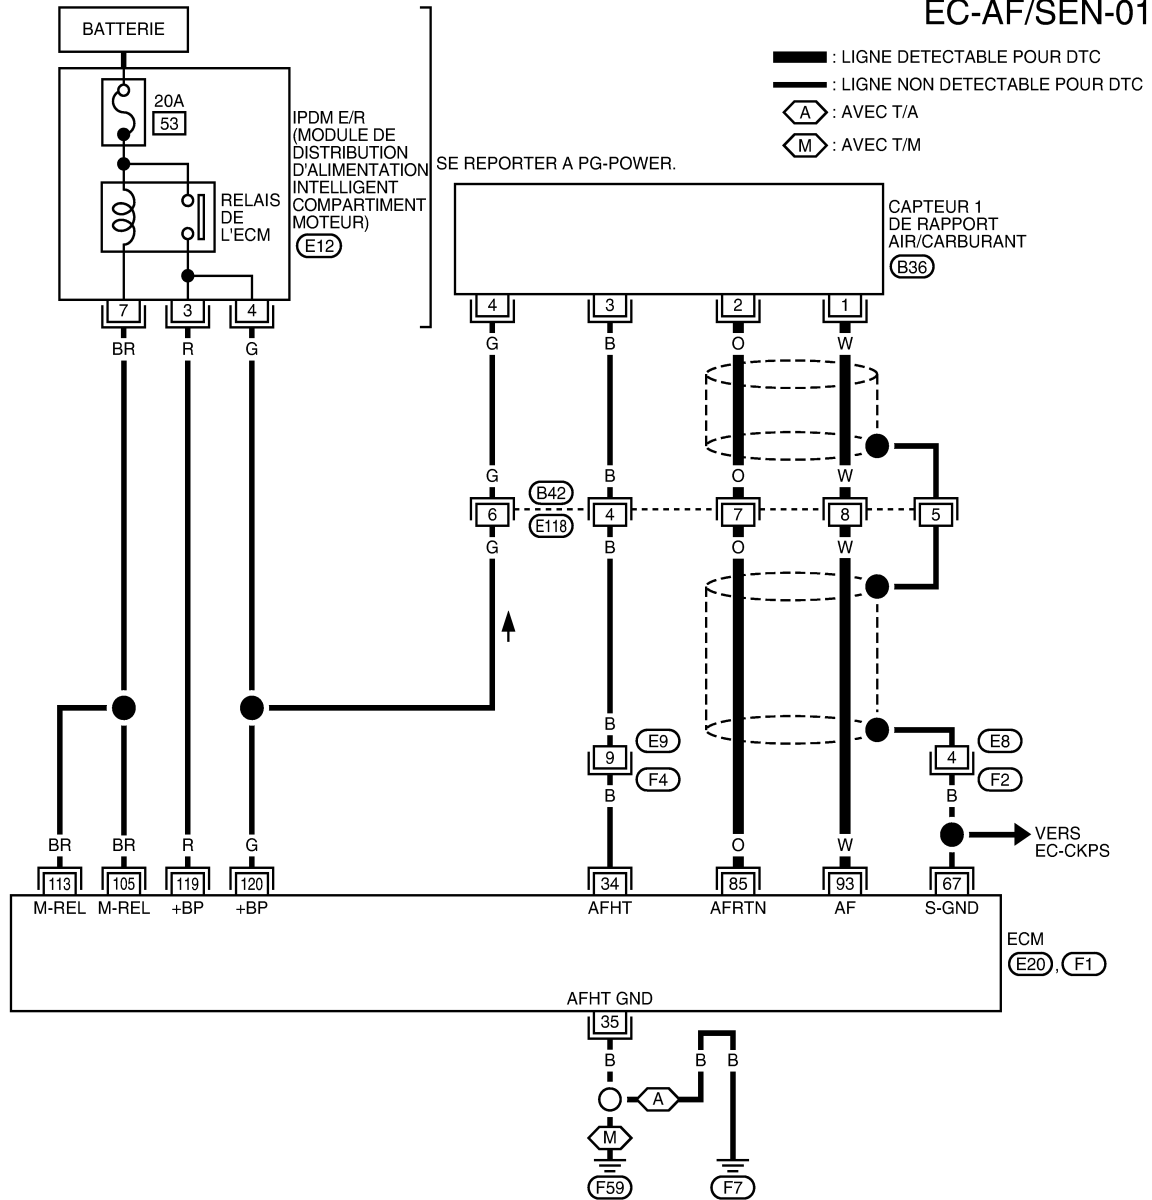 EC-AF/SEN-01
BATTERIE
: LIGNE DETECTABLE POUR DTC
: LIGNE NON DETECTABLE POUR DTC
A : AVEC T/A
M : AVEC T/M
20A
53
IPDM E/R
(MODULE DE
DISTRIBUTION
D'ALIMENTATION
INTELLIGENT
COMPARTIMENT
MOTEUR)
E12
SE REPORTER A PG-POWER.
RELAIS
DE
L'ECM
CAPTEUR 1
DE RAPPORT
AIR/CARBURANT
B36
7 3 4
4 3 2 1
BR R G
G B O W
G B O W
B42
6 4 7 8 5
E118
G B O W
B
E9
9
F4
B
E8
4
F2
B
VERS
EC-CKPS
BR BR R G O W
113 105 119 120 34 85 93 67
M-REL M-REL +BP +BP AFHT AFRTN AF S-GND
ECM
E20 , F1
AFHT GND
35
B B B
A
M
F59 F7